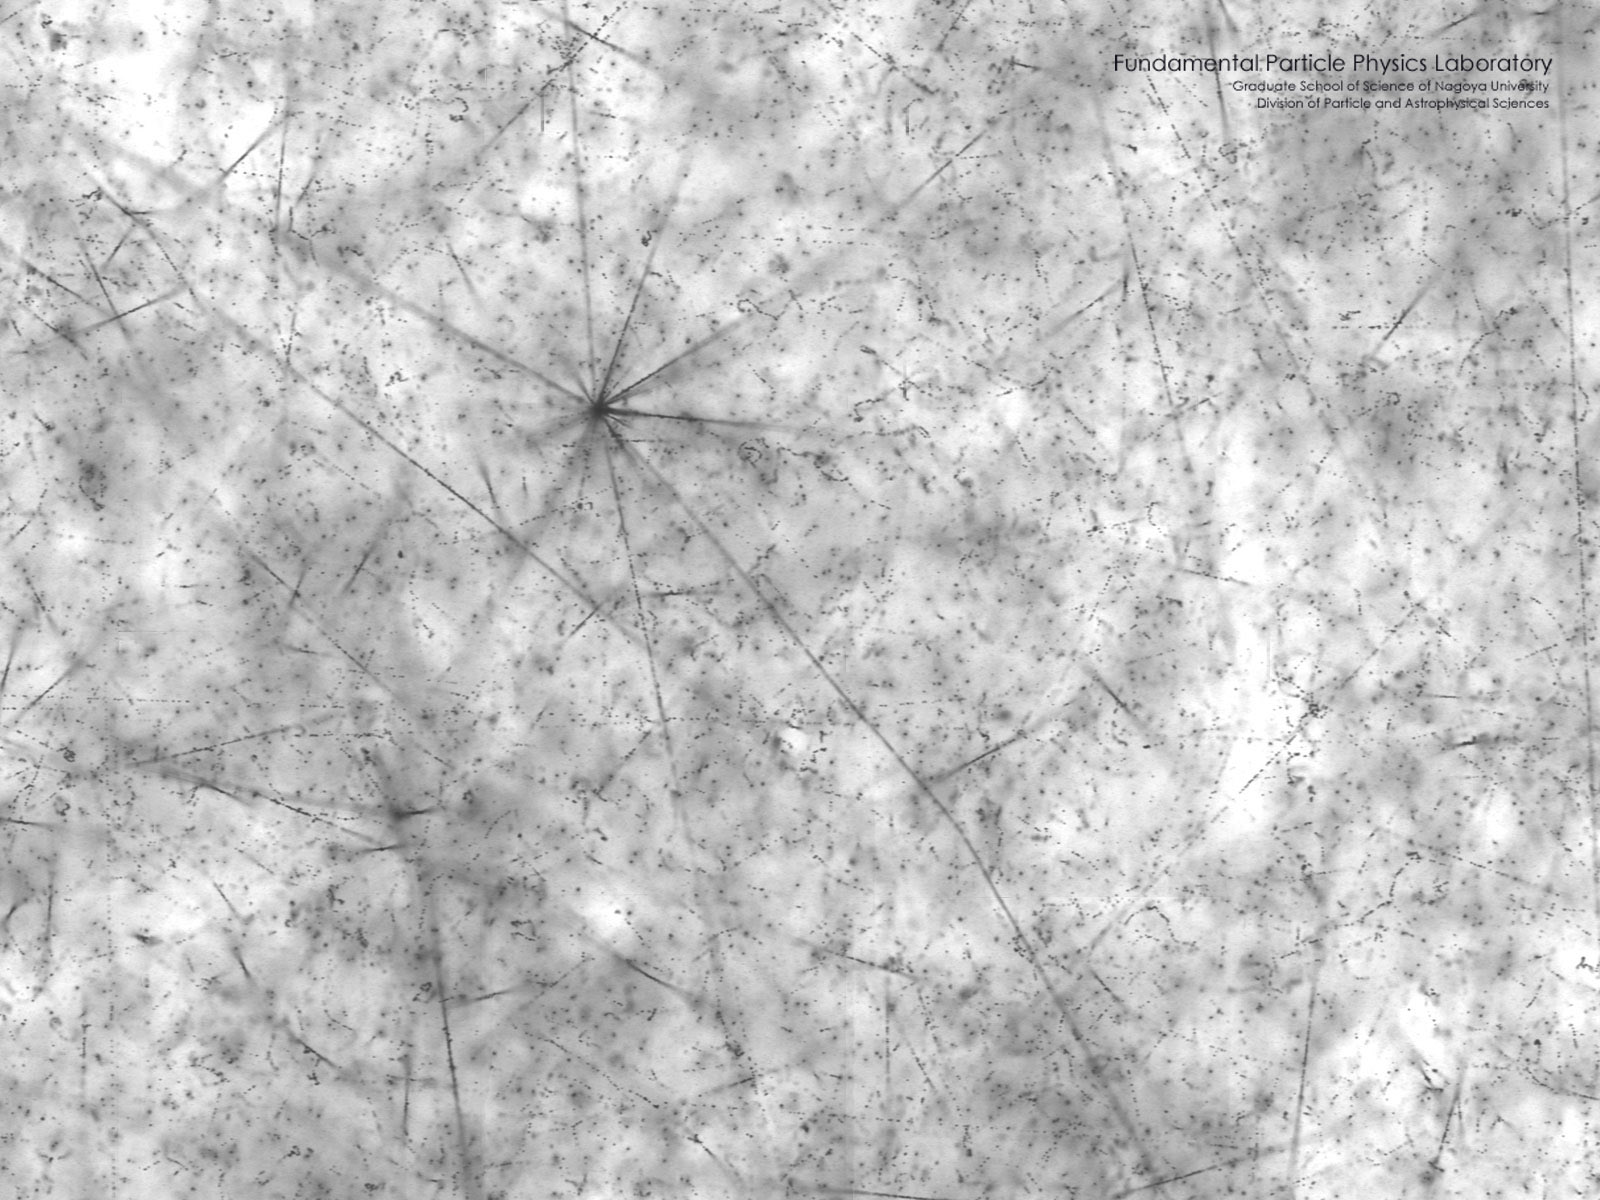 Fundamental Particle Physics Laboratory
Graduate School of Science of Nagoya University
Division of Particle and Astrophysical Sciences